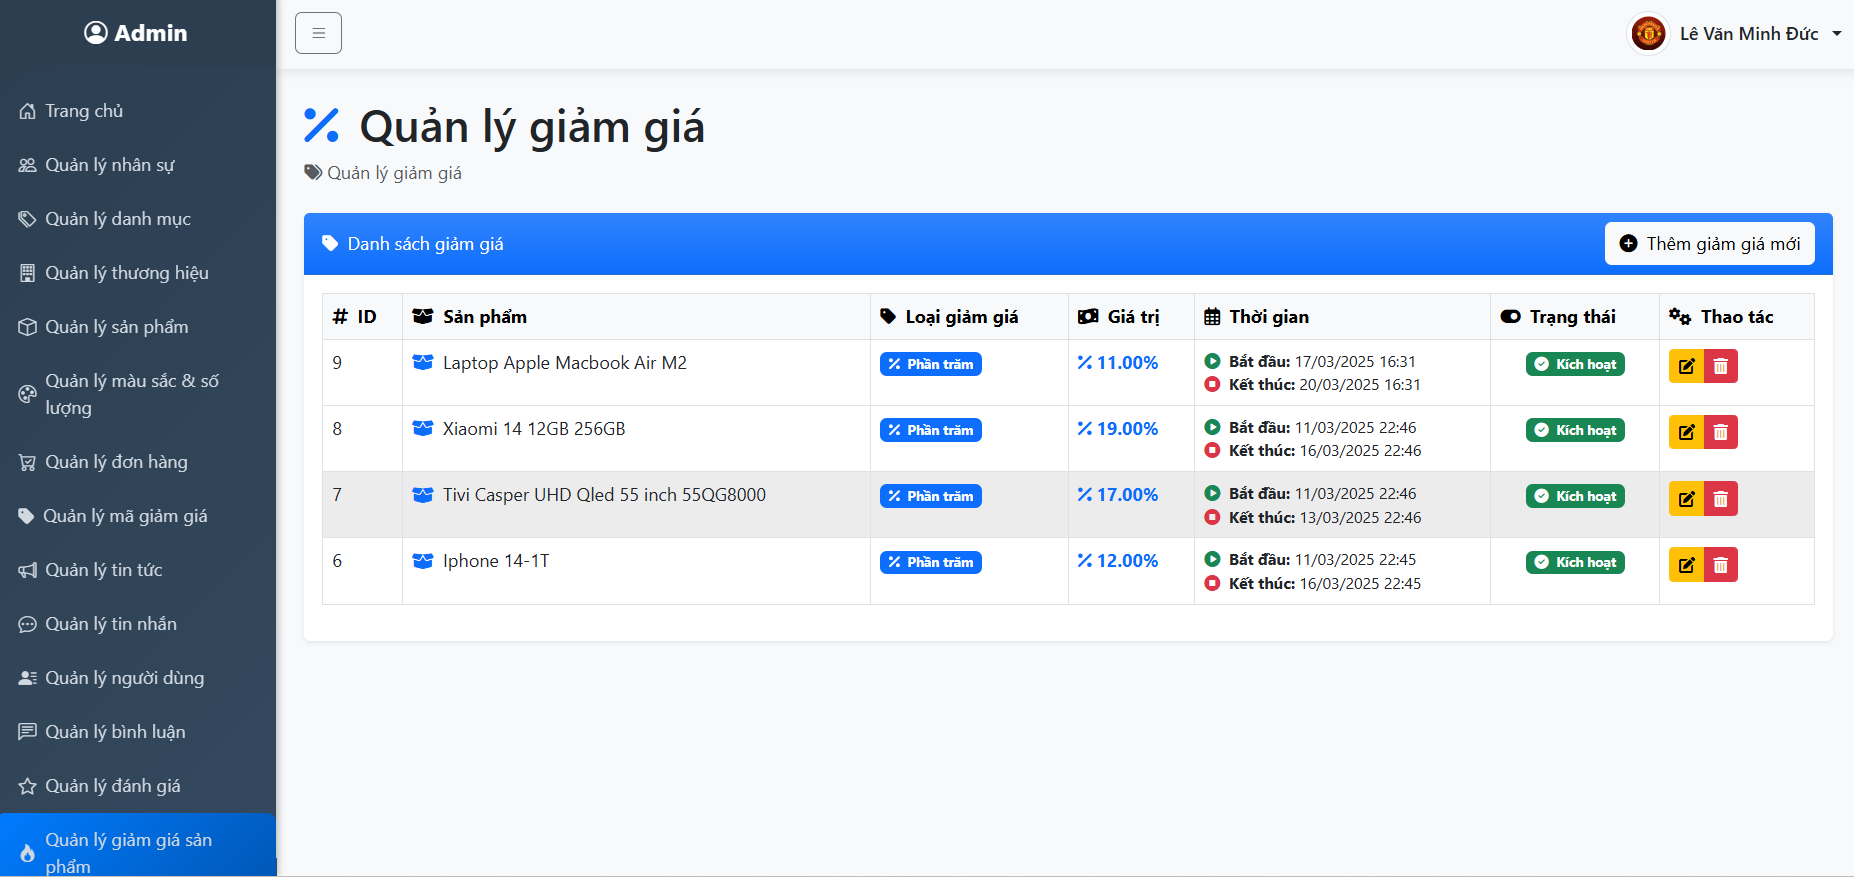 Admin
Lê Văn Minh Đức
Trang chủ
Quản lý nhân sự
Quản lý danh mục
Quản lý thương hiệu
Quản lý sản phẩm
Quản lý màu sắc & số
lượng
Quản lý đơn hàng
Quản lý mã giảm giá
Quản lý tin tức
Quản lý tin nhắn
Quản lý người dùng
Quản lý bình luận
Quản lý đánh giá
Quản lý giảm giá sản
phẩm
Quản lý giảm giá
Quản lý giảm giá
Danh sách giảm giá
Thêm giảm giá mới
# ID Sản phẩm Loại giảm giá Giá trị Thời gian Trạng thái Thao tác
9 Laptop Apple Macbook Air M2 % Phần trăm % 11.00% Bắt đầu: 17/03/2025 16:31 Kích hoạt
Kết thúc: 20/03/2025 16:31
8 Xiaomi 14 12GB 256GB % Phần trăm % 19.00% Bắt đầu: 11/03/2025 22:46 Kích hoạt
Kết thúc: 16/03/2025 22:46
7 Tivi Casper UHD Qled 55 inch 55QG8000 % Phần trăm % 17.00% Bắt đầu: 11/03/2025 22:46 Kích hoạt
Kết thúc: 13/03/2025 22:46
6 Iphone 14-1T % Phần trăm % 12.00% Bắt đầu: 11/03/2025 22:45 Kích hoạt
Kết thúc: 16/03/2025 22:45